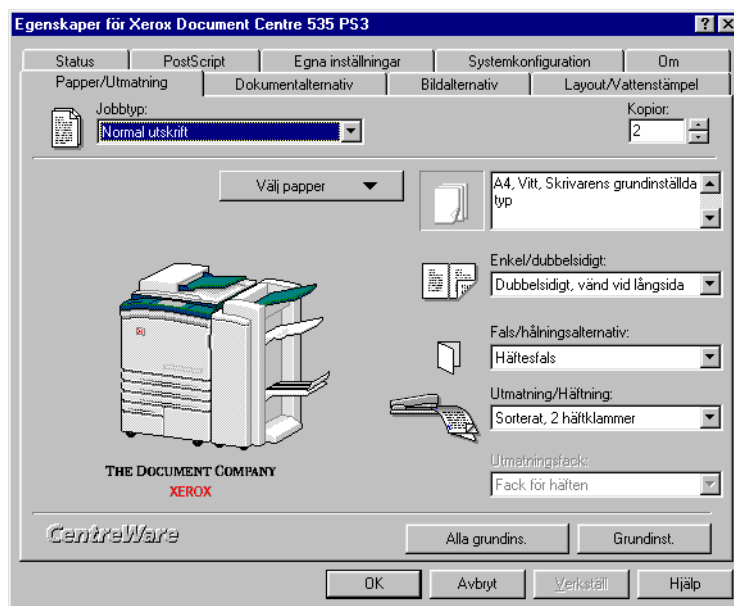 Egenskaper för Xerox Document Centre 535 PS3
Status
PostScript
Egna inställningar
Systemkonfiguration
Om
Papper/Utmatning
Dokumentalternativ
Bildalternativ
Layout/Vattenstämpel
Jobbtyp:
Normal utskrift
Kopior:
2
Välj papper
A4, Vitt, Skrivarens grundinställda
typ
Enkel/dubbelsidigt:
Dubbelsidigt, vänd vid långsida
Fals/hålningsalternativ:
Häftesfals
Utmatning/Häftning:
Sorterat, 2 häftklammer
Utmatningsfack:
Fack för häften
THE DOCUMENT COMPANY
XEROX
CentreWare
Alla grundins.
Grundinst.
OK
Avbryt
Verkställ
Hjälp